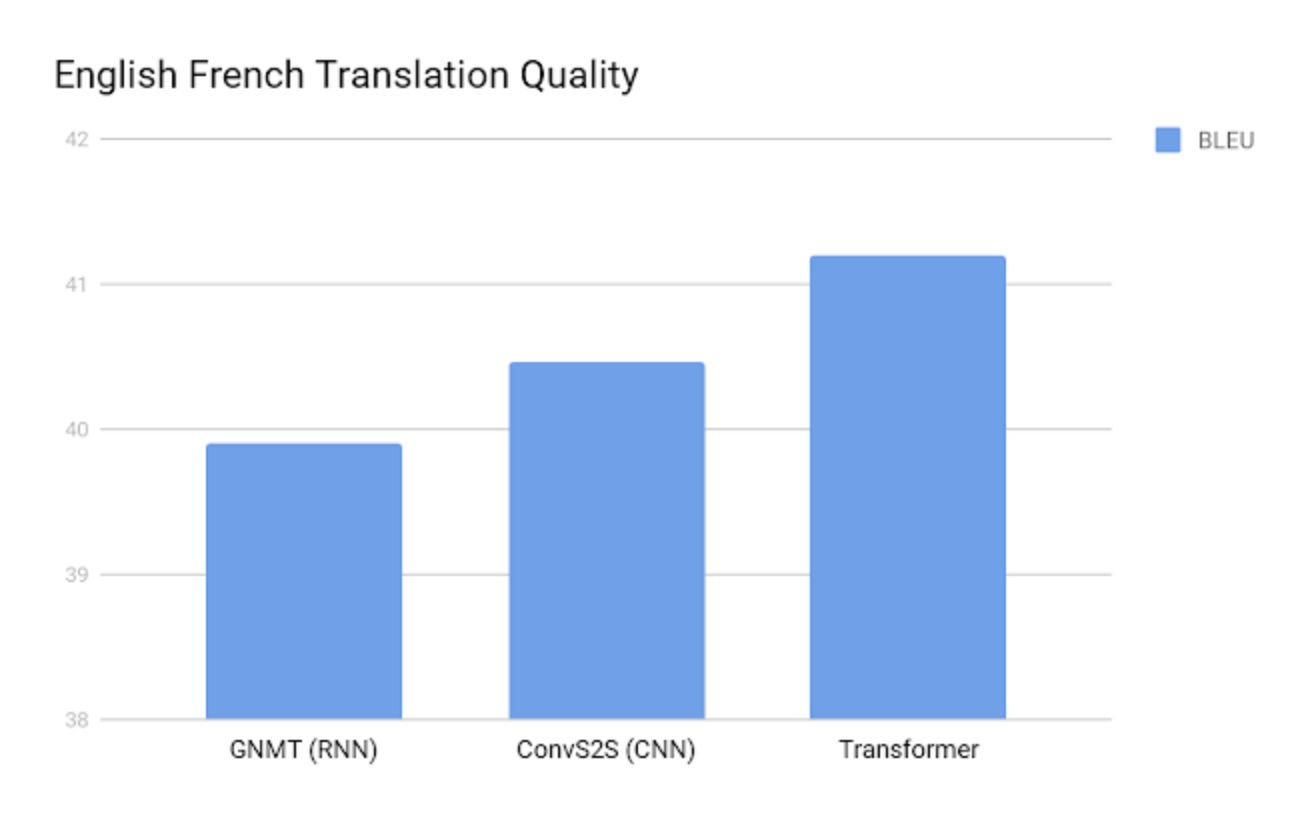 English French Translation Quality
42
BLEU
41
40
39
38
GNMT (RNN)
ConvS2S (CNN)
Transformer